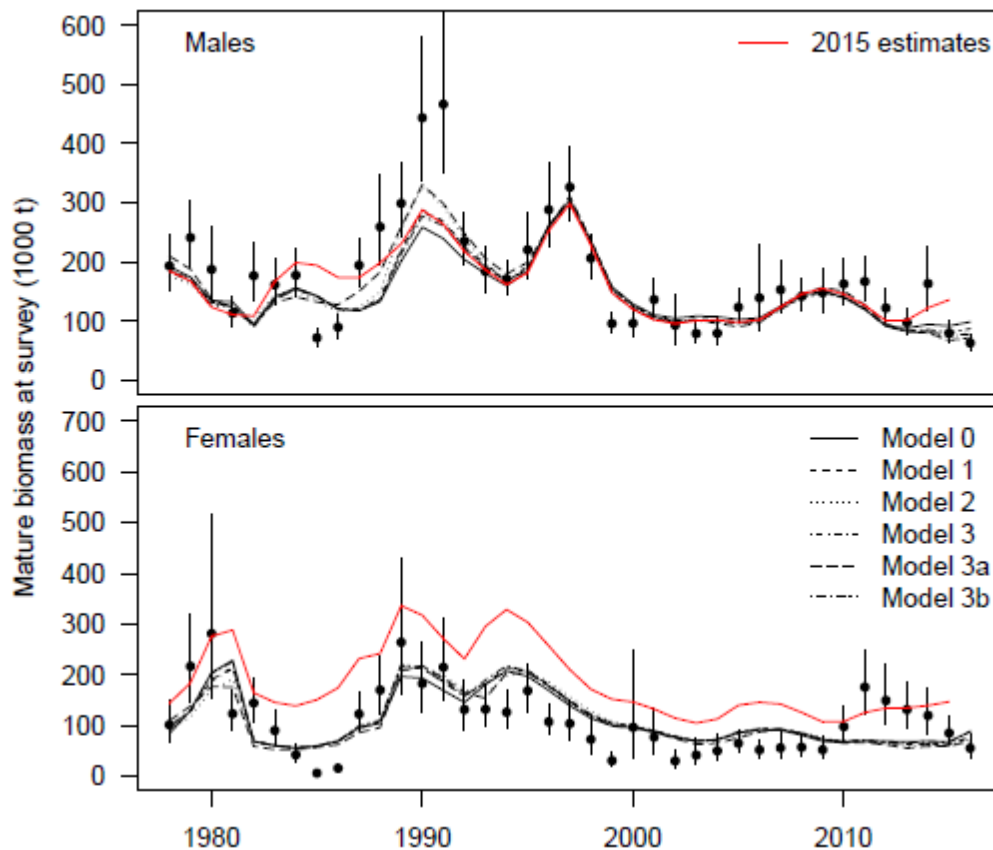 Mature biomass at survey (1000 t)
Males
2015 estimates
600
500
400
300
200
100
0
Females
Model 0
Model 1
Model 2
Model 3
Model 3a
Model 3b
700
600
500
400
300
200
100
0
1980 1990 2000 2010